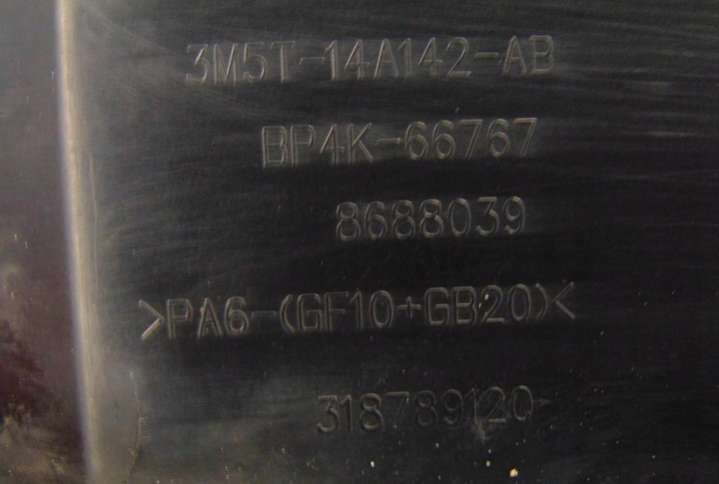 3M5T-14A142-AB
BP4K-66767
8688039
>PA6-(GF10+GB20)<
318789120